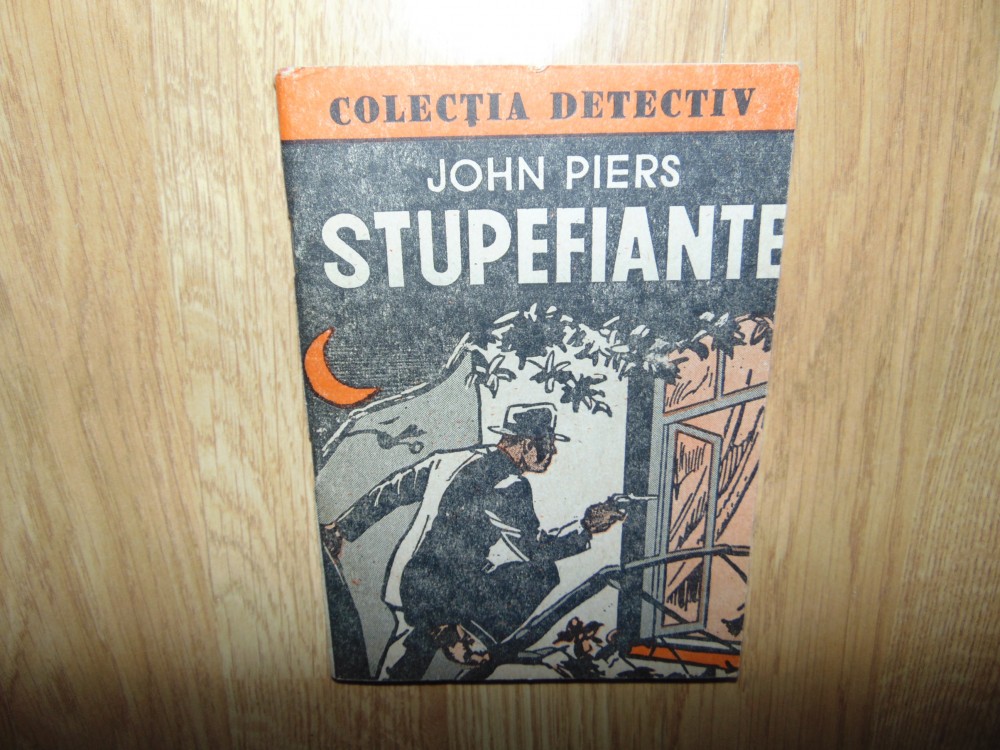 COLECȚIA DETECTIV
JOHN PIERS
STUPEFIANTE